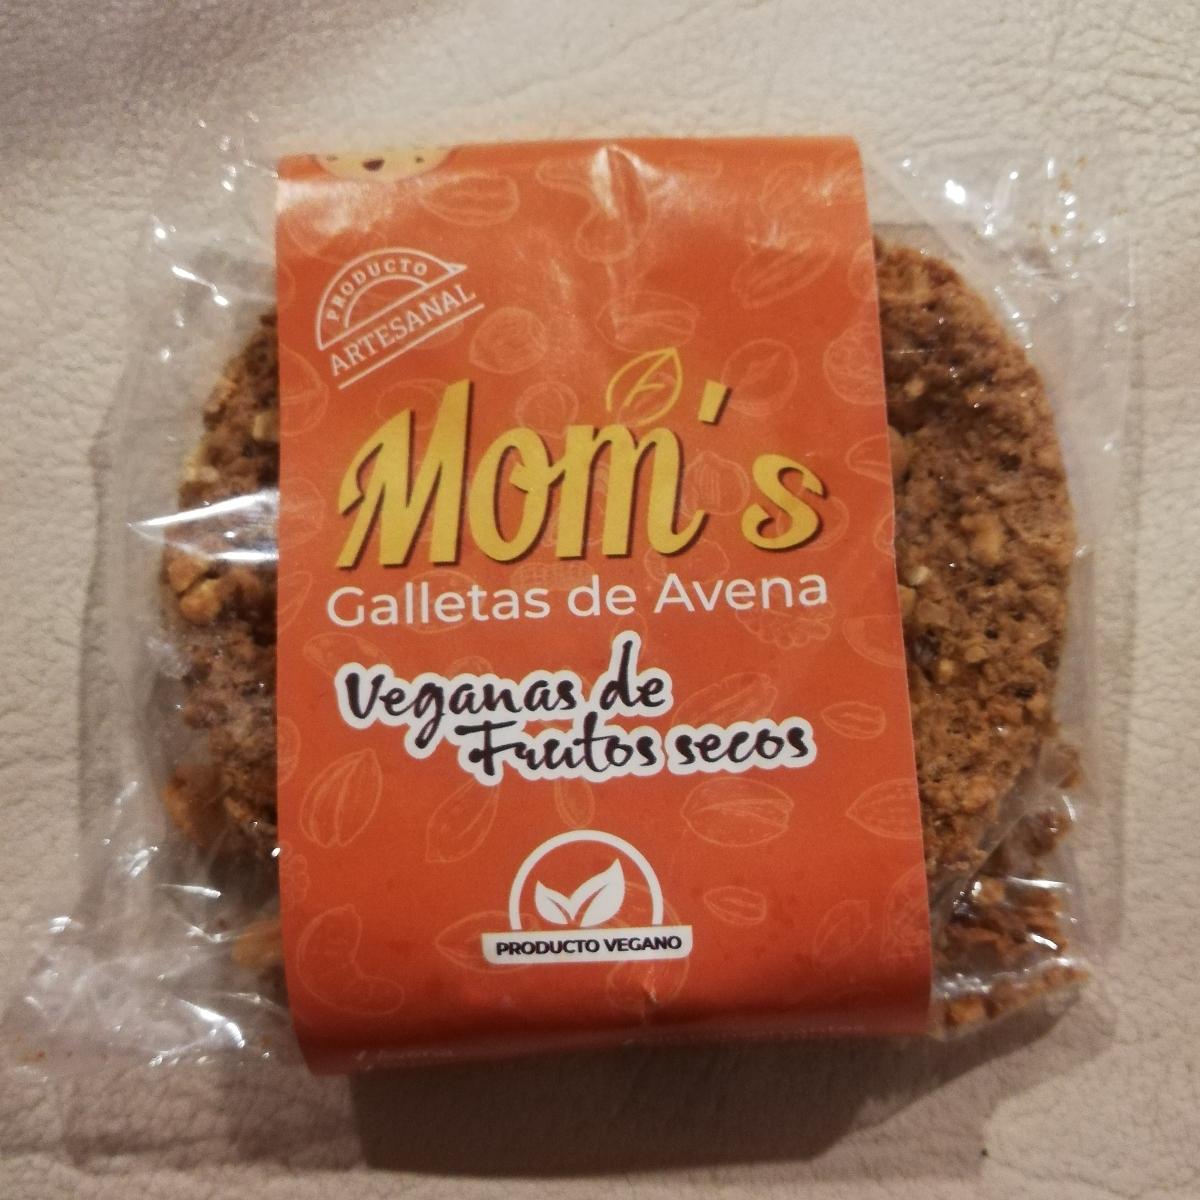 PRODUCTO
ARTESANAL
Mom's
Galletas de Avena
Veganas de
Frutos secos
PRODUCTO VEGANO